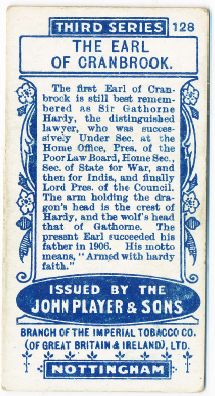 THIRD SERIES 128
THE EARL
OF CRANBROOK.
The first Earl of Cran-
brook is still best remem-
bered as Sir Gathorne
Hardy, the distinguished
lawyer, who was succes-
sively Under Sec. at the
Home Office, Pres. of the
Poor Law Board, Home Sec.,
Sec. of State for War, and
then for India, and finally
Lord Pres. of the Council.
The arm holding the dra-
gon's head is the crest of
Hardy, and the wolf's head
that of Gathorne. The
present Earl succeeded his
father in 1906. His motto
means, "Armed with hardy
faith."
ISSUED BY THE
JOHN PLAYER & SONS
BRANCH OF THE IMPERIAL TOBACCO CO.
(OF GREAT BRITAIN & IRELAND), LTD.
NOTTINGHAM